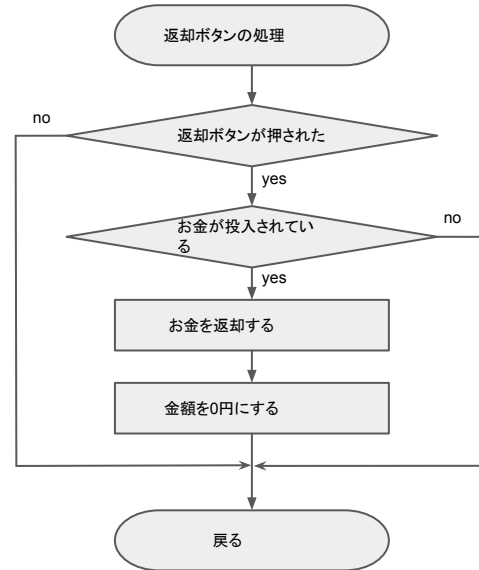 返却ボタンの処理
no
返却ボタンが押された
yes
お金が投入されてい
る
no
yes
お金を返却する
金額を0円にする
戻る